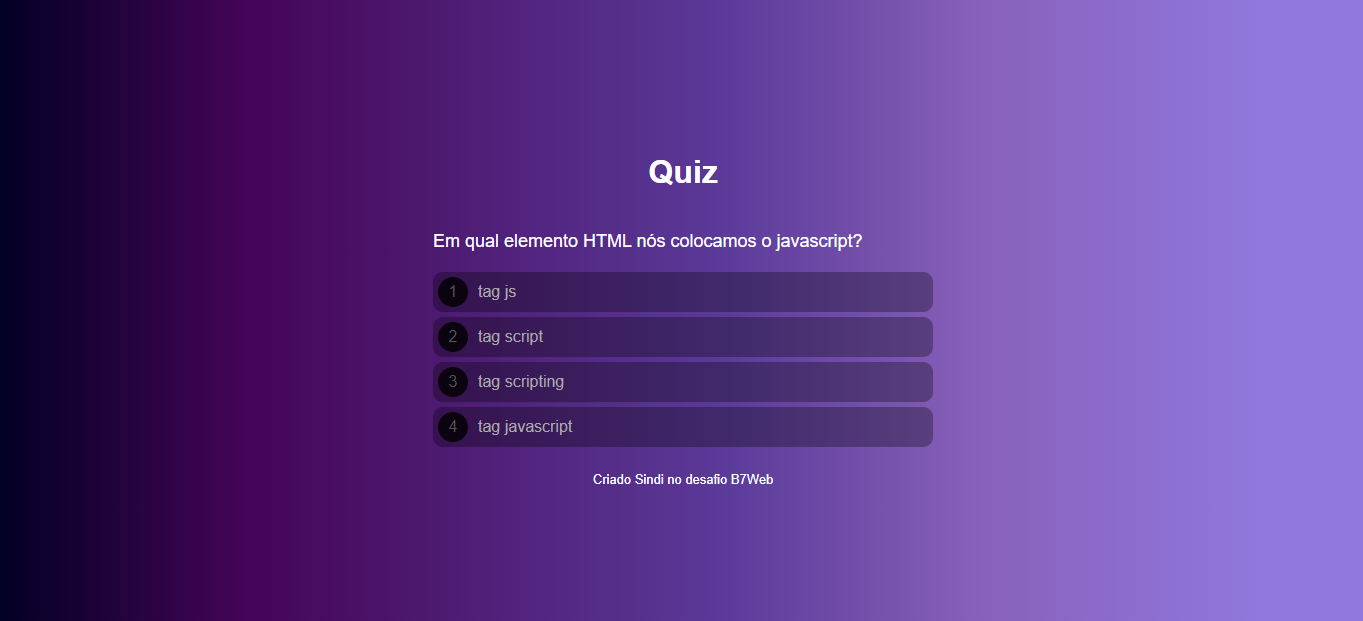 Quiz
Em qual elemento HTML nós colocamos o javascript?
1 tag js
2 tag script
3 tag scripting
4 tag javascript
Criado Sindi no desafio B7Web